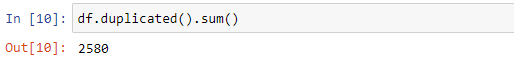 In [10]: df.duplicated().sum()
Out[10]: 2580